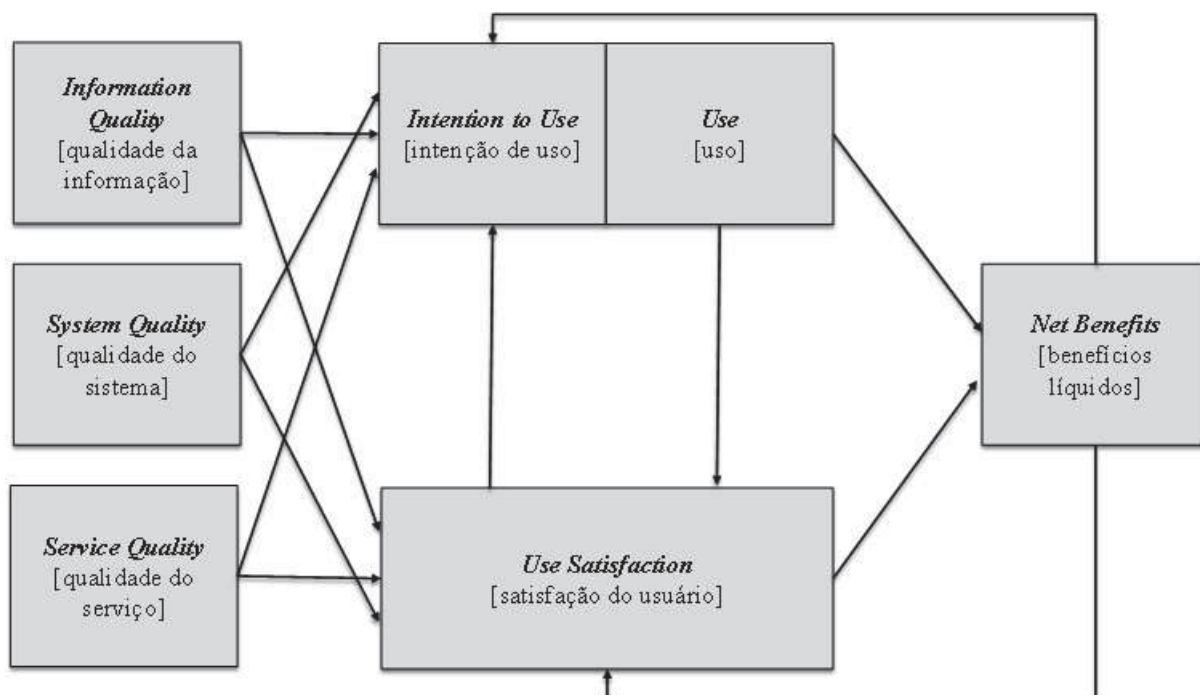 Information
Quality
[qualidade da
informação]
Intention to Use
[intenção de uso]
Use
[uso]
System Quality
[qualidade do
sistema]
Net Benefits
[benefícios
líquidos]
Service Quality
[qualidade do
serviço]
Use Satisfaction
[satisfação do usuário]